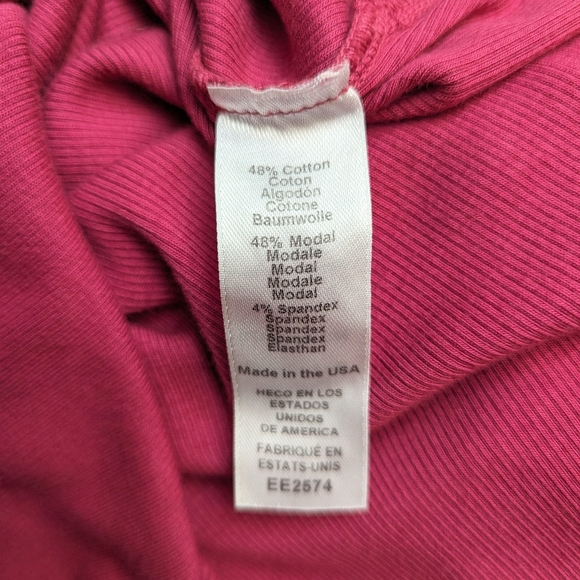 48% Cotton
Coton
Algodón
Cotone
Baumwolle
48% Modal
Modale
Modal
Modale
Modal
4% Spandex
Spandex
Spandex
Spandex
Elasthan
Made in the USA
HECO EN LOS
ESTADOS
UNIDOS
DE AMERICA
FABRIQUÉ EN
ESTATS-UNIS
EE2574